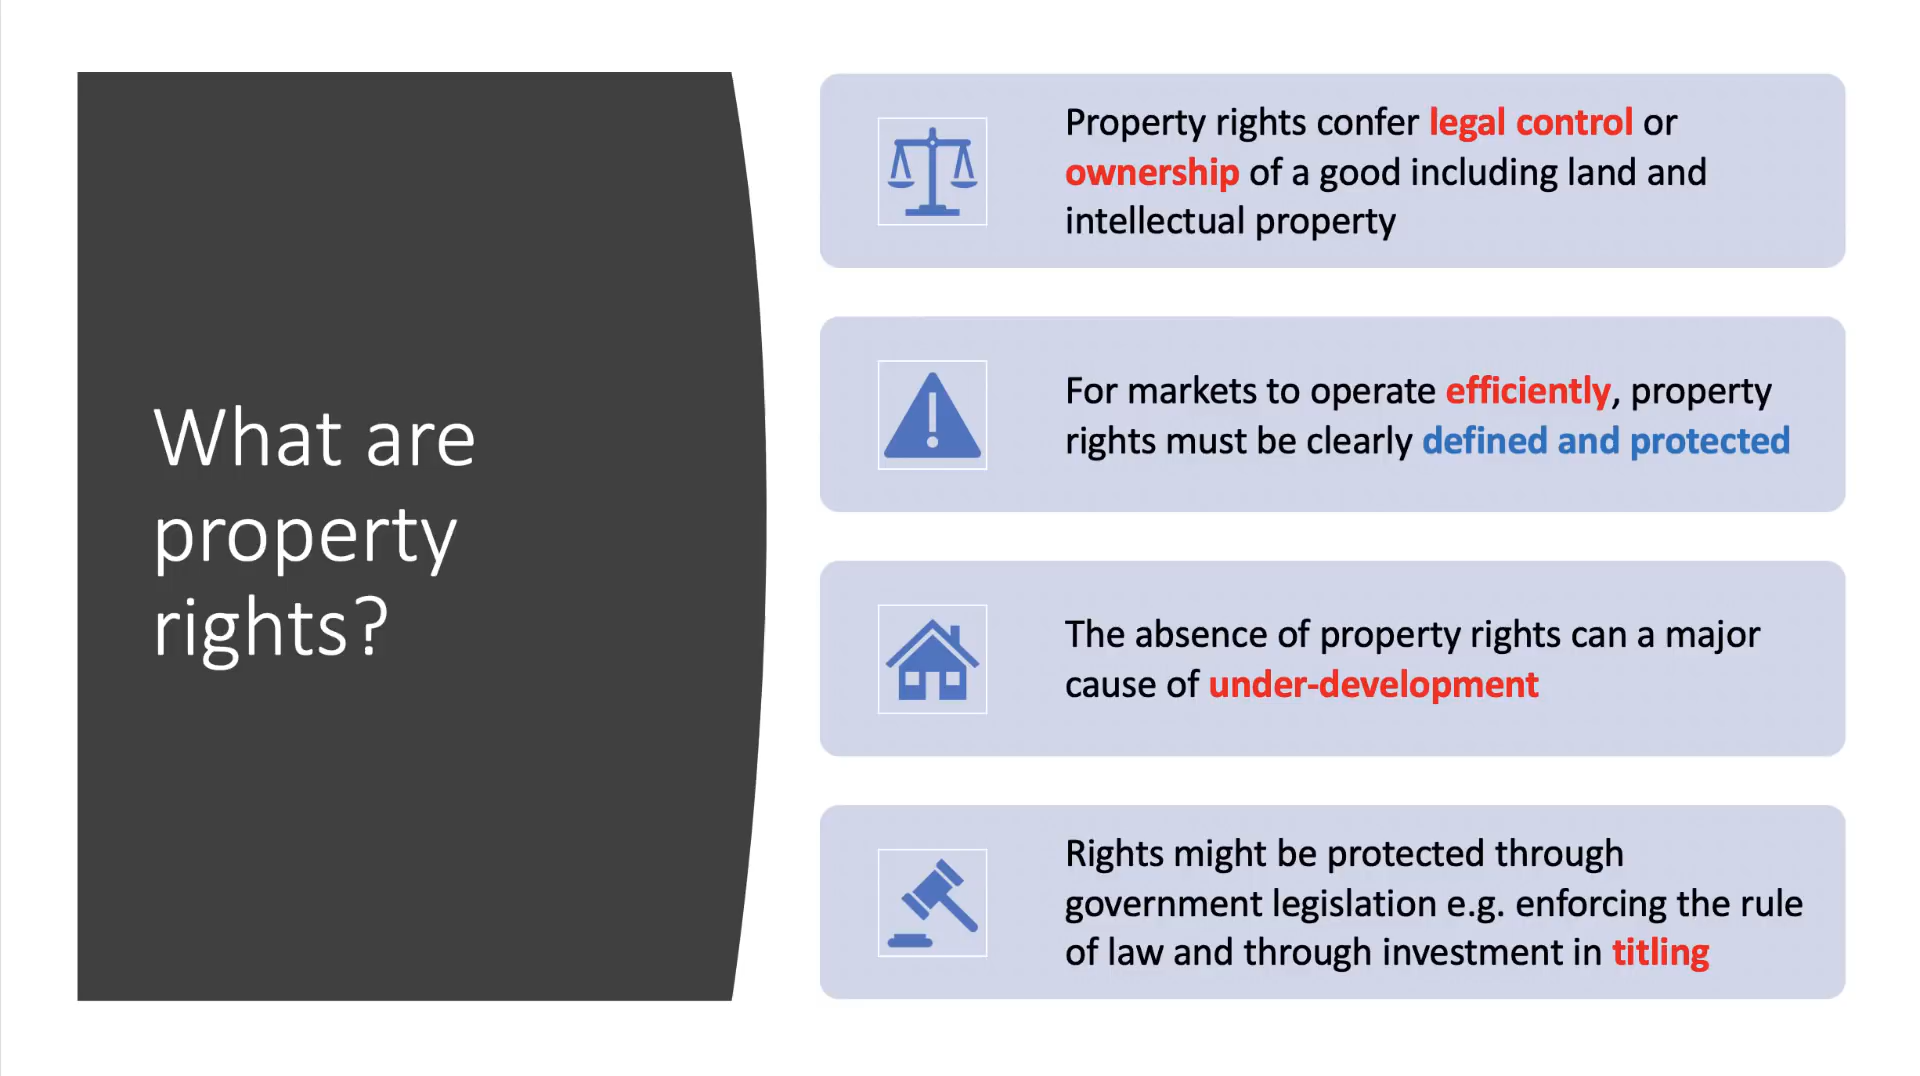 What are
property
rights?
Property rights confer legal control or
ownership of a good including land and
intellectual property
For markets to operate efficiently, property
rights must be clearly defined and protected
The absence of property rights can a major
cause of under-development
Rights might be protected through
government legislation e.g. enforcing the rule
of law and through investment in titling